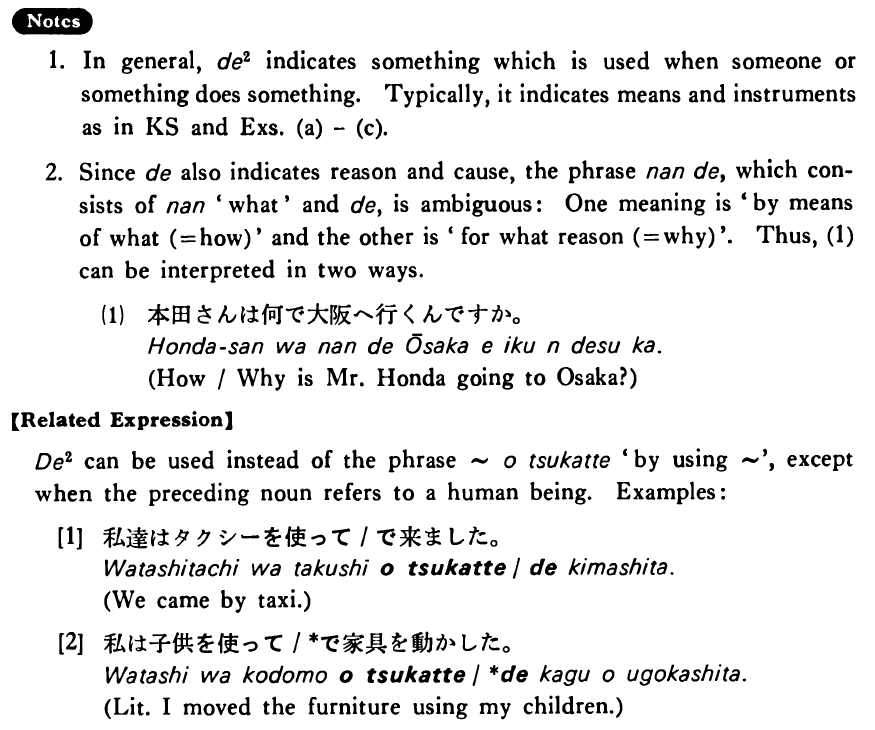 Notes
1. In general, de² indicates something which is used when someone or
something does something. Typically, it indicates means and instruments
as in KS and Exs. (a) – (c).
2. Since de also indicates reason and cause, the phrase nan de, which con-
sists of nan ‘what’ and de, is ambiguous: One meaning is ‘by means
of what (=how)’ and the other is ‘for what reason (=why)’. Thus, (1)
can be interpreted in two ways.
(1) 本田さんは何で大阪へ行くんですか。
Honda-san wa nan de Ōsaka e iku n desu ka.
(How / Why is Mr. Honda going to Osaka?)
【Related Expression】
De² can be used instead of the phrase ~ o tsukatte ‘by using ~’, except
when the preceding noun refers to a human being. Examples:
[1] 私達はタクシーを使って / で来ました。
Watashitachi wa takushī o tsukatte / de kimashita.
(We came by taxi.)
[2] 私は子供を使って / *で家具を動かした。
Watashi wa kodomo o tsukatte / *de kagu o ugokashita.
(Lit. I moved the furniture using my children.)